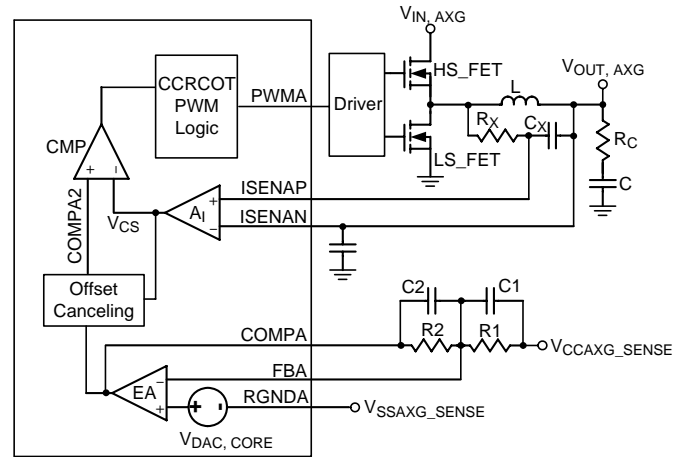 VIN, AXG
HS_FET
VOUT, AXG
CCRCOT
PWM
Logic
PWMA
Driver
L
RX
CX
RC
CMP
+
-
LS_FET
C
COMPA2
VCS
AI
+
-
ISENAP
ISENAN
Offset
Canceling
C2
C1
COMPA
R2
R1
VCCAXG_SENSE
FBA
EA
-
+
+
-
RGNDA
VSSAXG_SENSE
VDAC, CORE